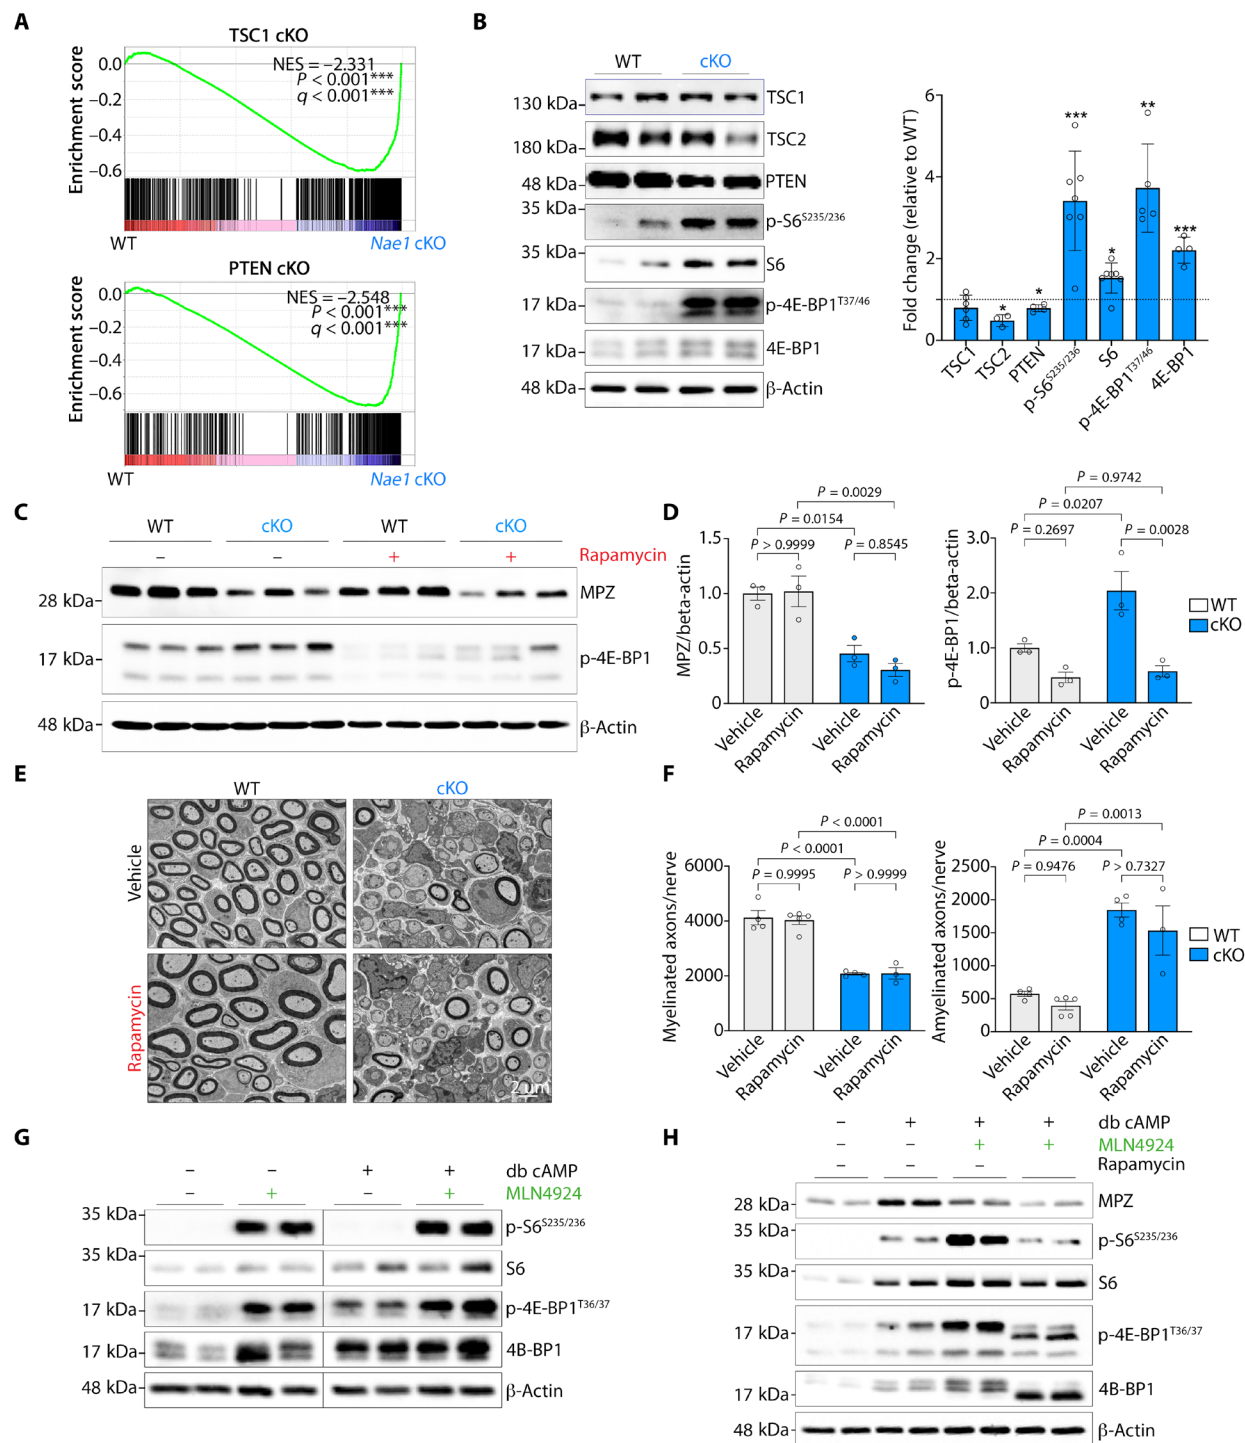 A
TSC1 cKO
Enrichment score
0.0
−0.2
−0.4
−0.6
NES = −2.331
P < 0.001***
q < 0.001***
WT
Nae1 cKO
PTEN cKO
Enrichment score
0.0
−0.2
−0.4
−0.6
NES = −2.548
P < 0.001***
q < 0.001***
WT
Nae1 cKO
B
WT cKO
130 kDa TSC1
180 kDa TSC2
48 kDa PTEN
35 kDa p-S6S235/236
35 kDa S6
17 kDa p-4E-BP1T37/46
17 kDa 4E-BP1
48 kDa β-Actin
Fold change (relative to WT)
6
4
2
1
0
* * *** * ** ***
TSC1 TSC2 PTEN p-S6S235/236 S6 p-4E-BP1T37/46 4E-BP1
C
WT cKO WT cKO
− − + + Rapamycin
28 kDa MPZ
17 kDa p-4E-BP1
48 kDa β-Actin
D
MPZ/beta-actin
1.5
1.0
0.5
0
P = 0.0029
P = 0.0154
P > 0.9999 P = 0.8545
Vehicle Rapamycin Vehicle Rapamycin
p-4E-BP1/beta-actin
3.0
2.0
1.0
0
P = 0.9742
P = 0.0207
P = 0.2697 P = 0.0028
Vehicle Rapamycin Vehicle Rapamycin
WT
cKO
E
WT cKO
Vehicle
Rapamycin
2 um
F
Myelinated axons/nerve
6000
4000
2000
0
P < 0.0001
P < 0.0001
P = 0.9995 P > 0.9999
Vehicle Rapamycin Vehicle Rapamycin
Amyelinated axons/nerve
2500
2000
1500
1000
500
0
P = 0.0013
P = 0.0004
P = 0.9476 P > 0.7327
Vehicle Rapamycin Vehicle Rapamycin
WT
cKO
G
− − + + db cAMP
− + − + MLN4924
35 kDa p-S6S235/236
35 kDa S6
17 kDa p-4E-BP1T36/37
17 kDa 4B-BP1
48 kDa β-Actin
H
− + + + db cAMP
− − + + MLN4924
− − − Rapamycin
28 kDa MPZ
35 kDa p-S6S235/236
35 kDa S6
17 kDa p-4E-BP1T36/37
17 kDa 4B-BP1
48 kDa β-Actin